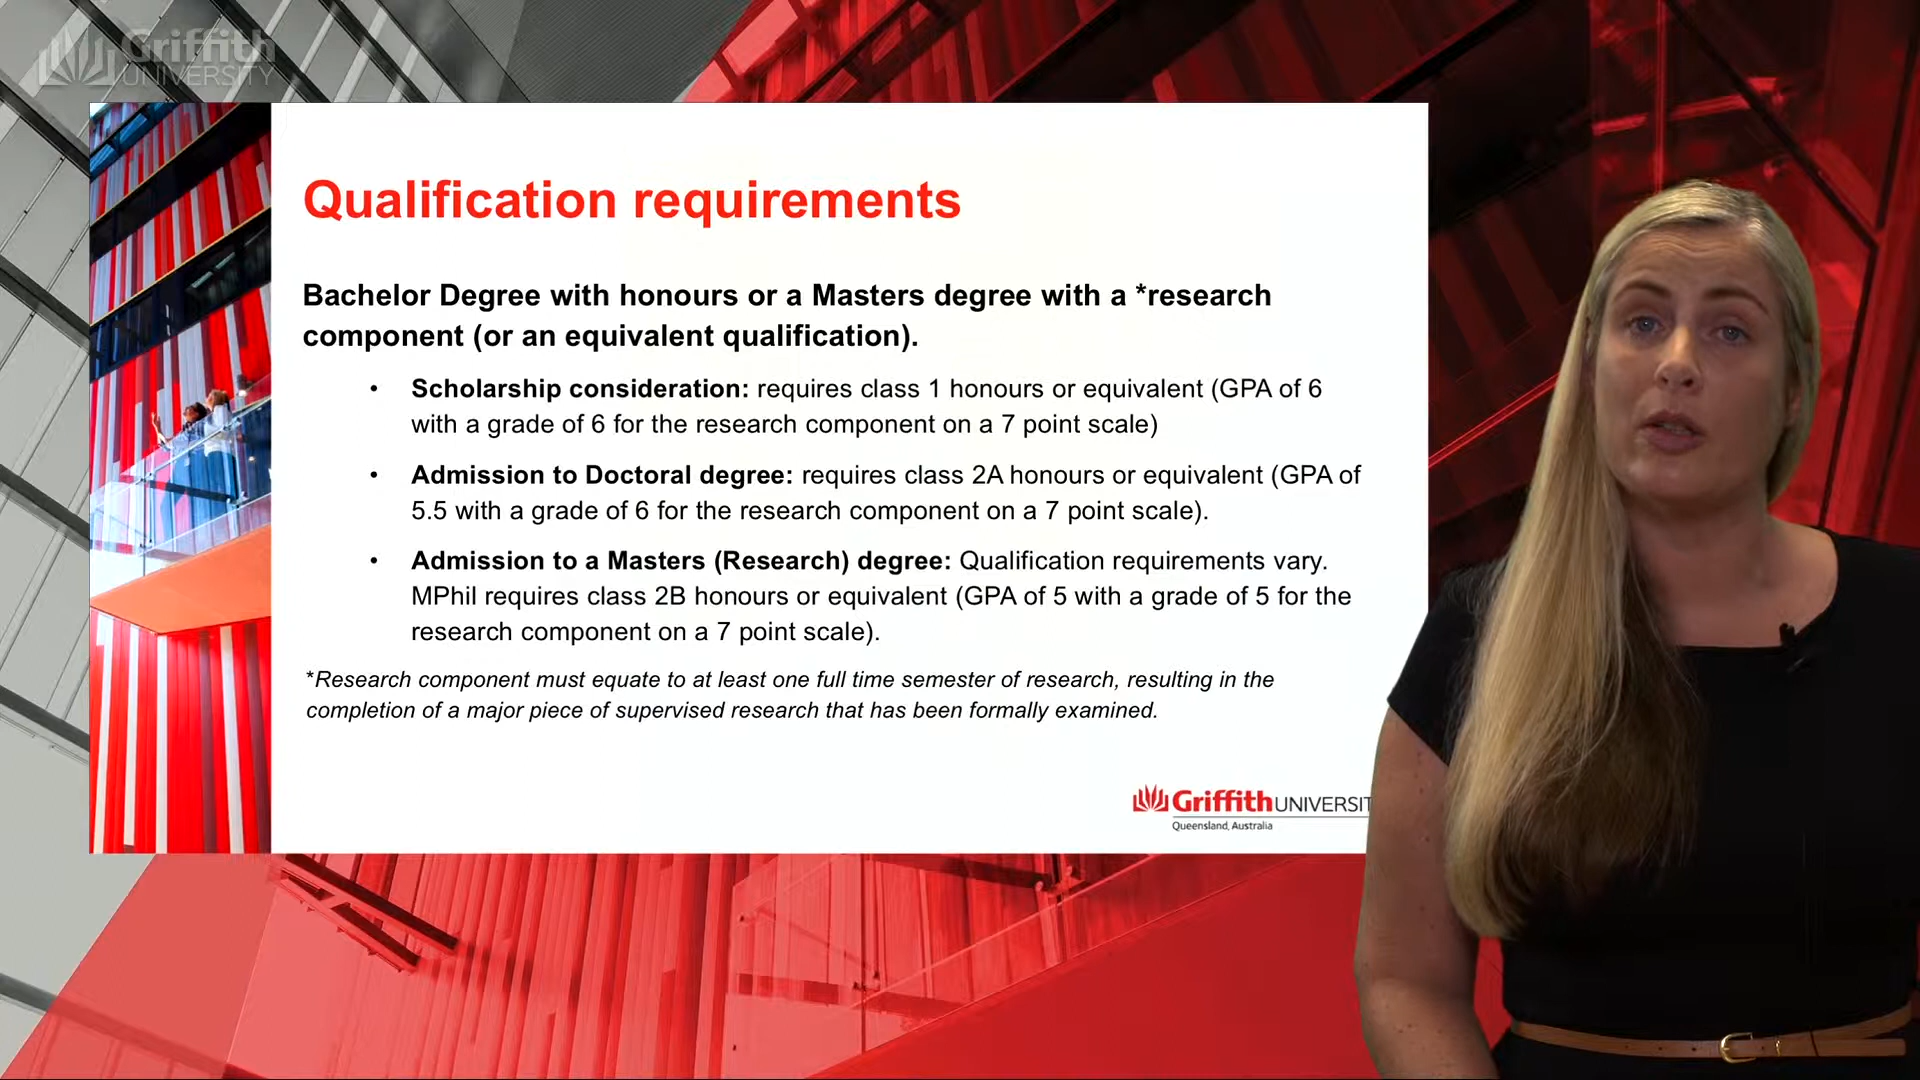 Griffith
UNIVERSITY
Qualification requirements
Bachelor Degree with honours or a Masters degree with a *research
component (or an equivalent qualification).
• Scholarship consideration: requires class 1 honours or equivalent (GPA of 6
with a grade of 6 for the research component on a 7 point scale)
• Admission to Doctoral degree: requires class 2A honours or equivalent (GPA of
5.5 with a grade of 6 for the research component on a 7 point scale).
• Admission to a Masters (Research) degree: Qualification requirements vary.
MPhil requires class 2B honours or equivalent (GPA of 5 with a grade of 5 for the
research component on a 7 point scale).
*Research component must equate to at least one full time semester of research, resulting in the
completion of a major piece of supervised research that has been formally examined.
Griffith UNIVERSIT
Queensland, Australia